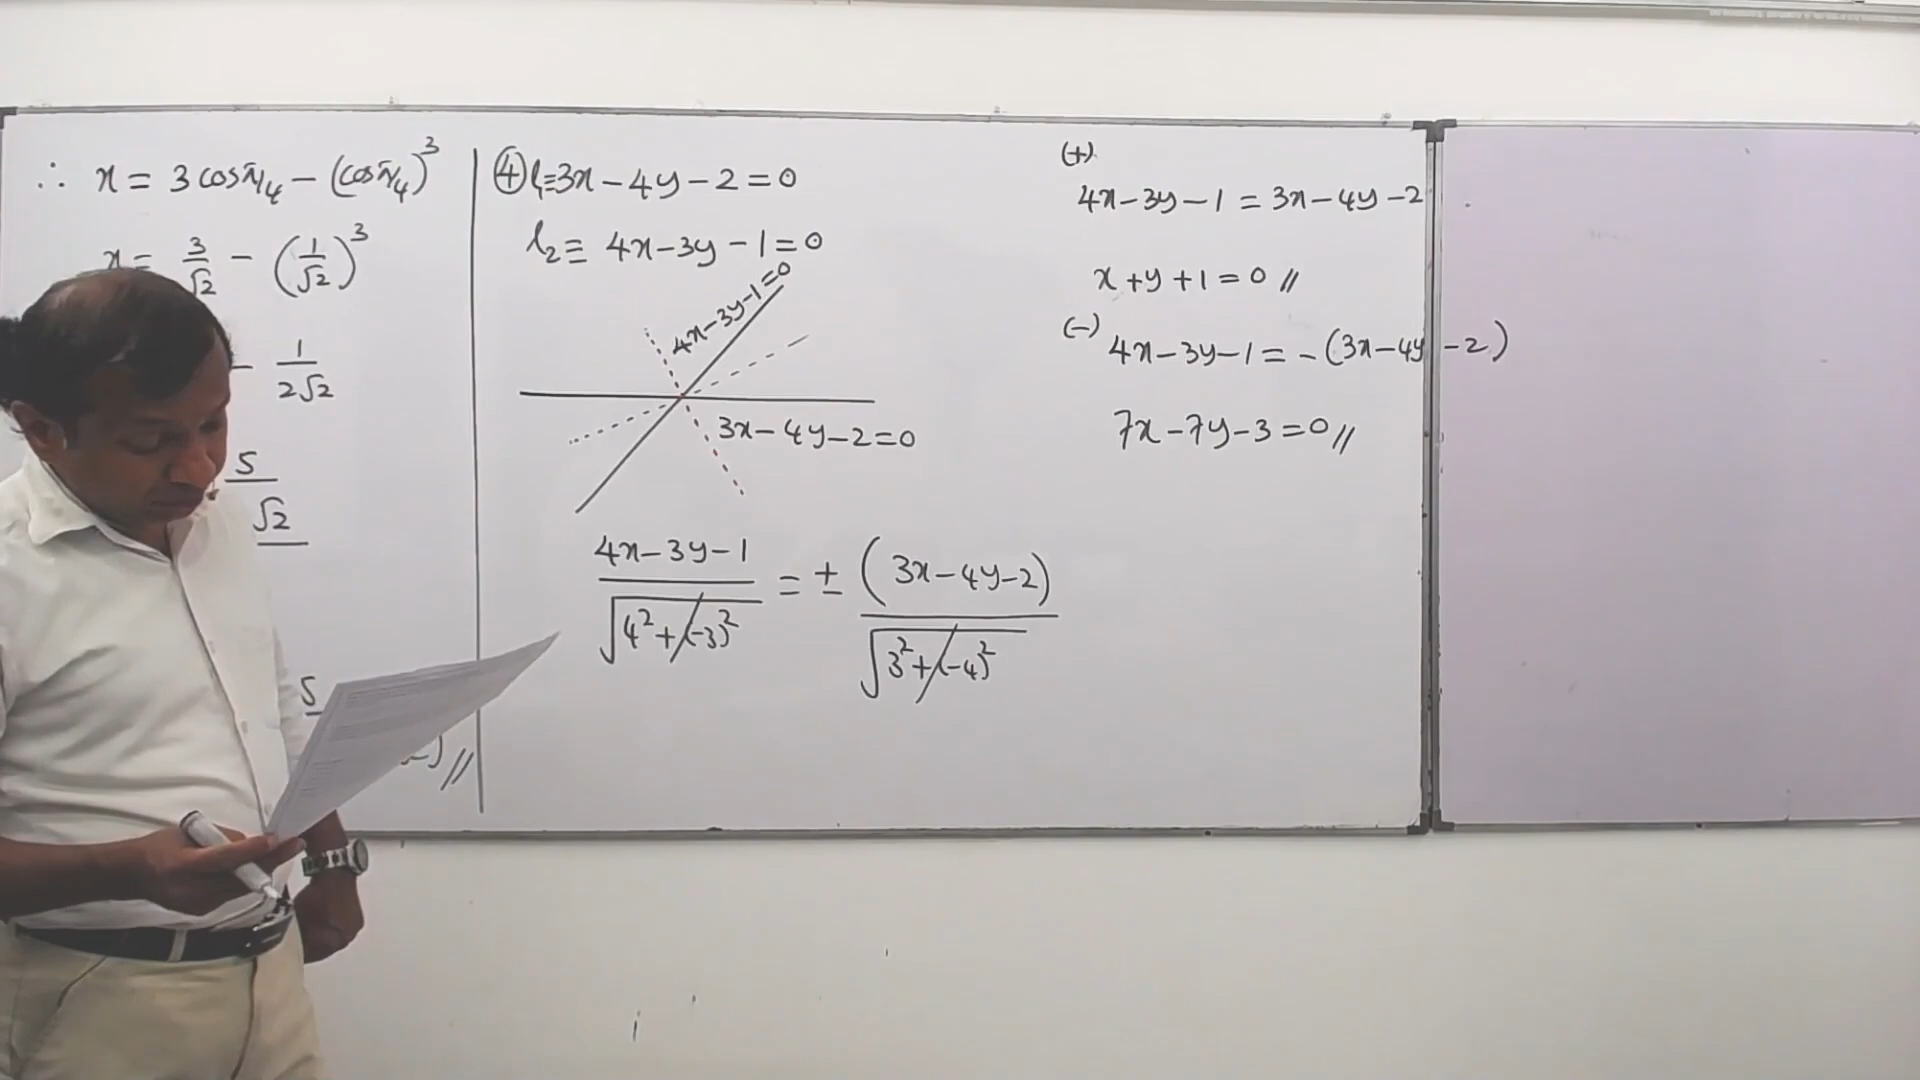 ∴ x = 3 cos π/4 − (cos π/4)^3
x = 3/√2 − (1/√2)^3
− 1/2√2
5
√2
5
④ l₁≡3x − 4y − 2 = 0
l₂ ≡ 4x − 3y − 1 = 0
4x − 3y − 1 = 0
3x − 4y − 2 = 0
(4x − 3y − 1)/√(4² + (−3)²) = ± (3x − 4y − 2)/√(3² + (−4)²)
(+)
4x − 3y − 1 = 3x − 4y − 2
x + y + 1 = 0 //
(−) 4x − 3y − 1 = − (3x − 4y − 2)
7x − 7y − 3 = 0 //